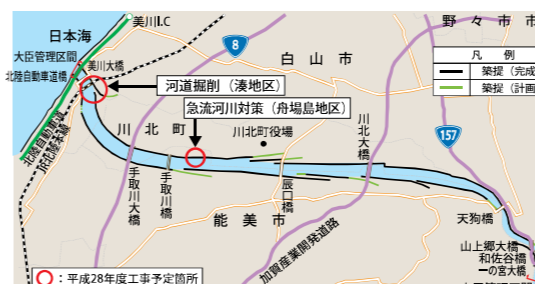 美川I.C
野々市市
日本海
8
白山市
凡 例
築提（完成
築提（計画
大臣管理区間
美川大橋
北陸自動車道橋
河道掘削（湊地区）
急流河川対策（舟場島地区）
北陸自動車道
JR北陸本線
川北町
川北町役場
川北大橋
157
手取川大橋
手取川橋
辰口橋
能美市
加賀産業開発道路
天狗橋
山上郷大橋
和佐谷橋
一の宮大橋
：平成28年度工事予定箇所